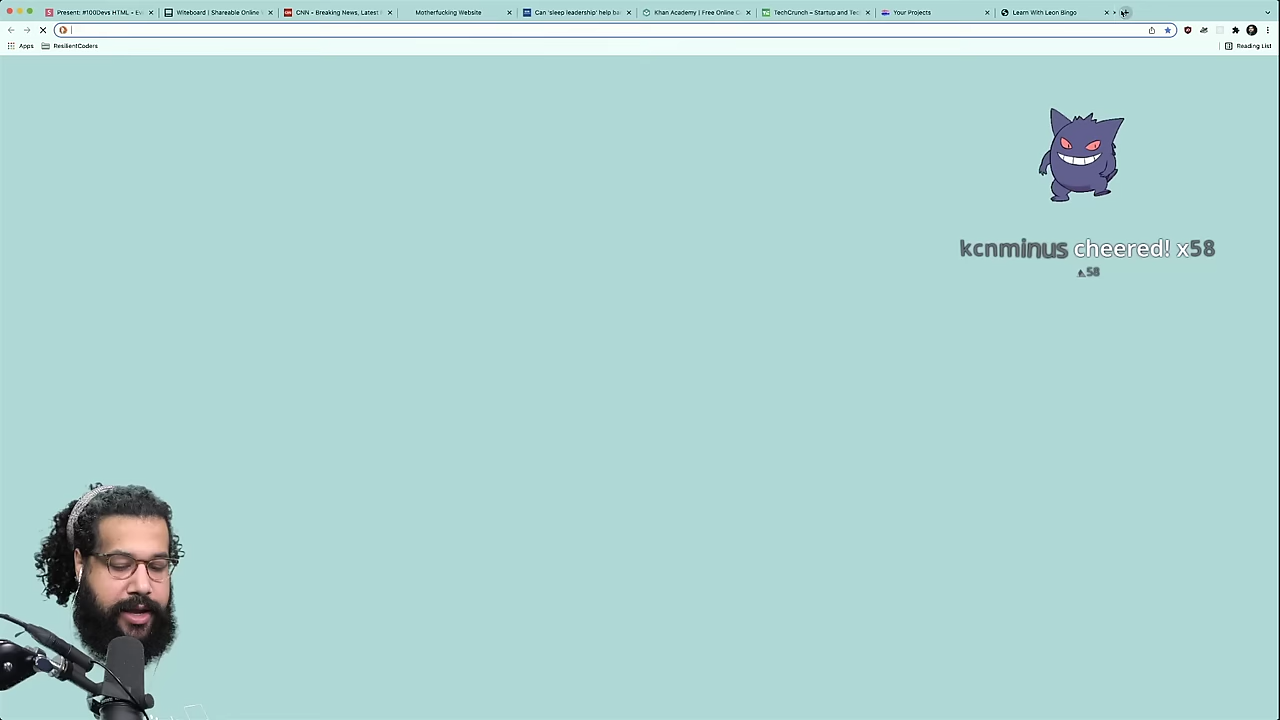 Present: #100Devs HTML - Ev
Witeboard | Shareable Online
CNN - Breaking News, Latest
Motherfucking Website
Can 'sleep leadership' help ba
Khan Academy | Free Online C
TechCrunch – Startup and Tec
Your Projects
Learn With Leon Bingo
Apps
ResilientCoders
Reading List
kcnminus cheered! x58
58